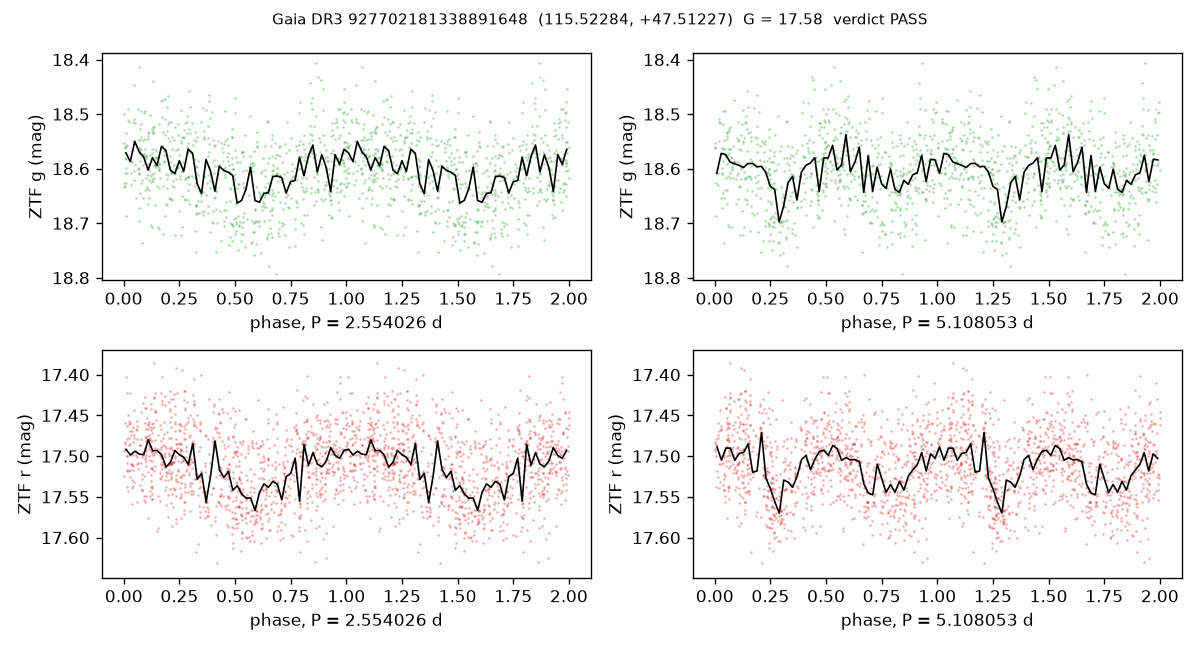 Gaia DR3 927702181338891648 (115.52284, +47.51227) G = 17.58 verdict PASS
ZTF g (mag)
18.4
18.5
18.6
18.7
18.8
0.00 0.25 0.50 0.75 1.00 1.25 1.50 1.75 2.00
phase, P = 2.554026 d
ZTF g (mag)
18.4
18.5
18.6
18.7
18.8
0.00 0.25 0.50 0.75 1.00 1.25 1.50 1.75 2.00
phase, P = 5.108053 d
ZTF r (mag)
17.40
17.45
17.50
17.55
17.60
0.00 0.25 0.50 0.75 1.00 1.25 1.50 1.75 2.00
phase, P = 2.554026 d
ZTF r (mag)
17.40
17.45
17.50
17.55
17.60
0.00 0.25 0.50 0.75 1.00 1.25 1.50 1.75 2.00
phase, P = 5.108053 d